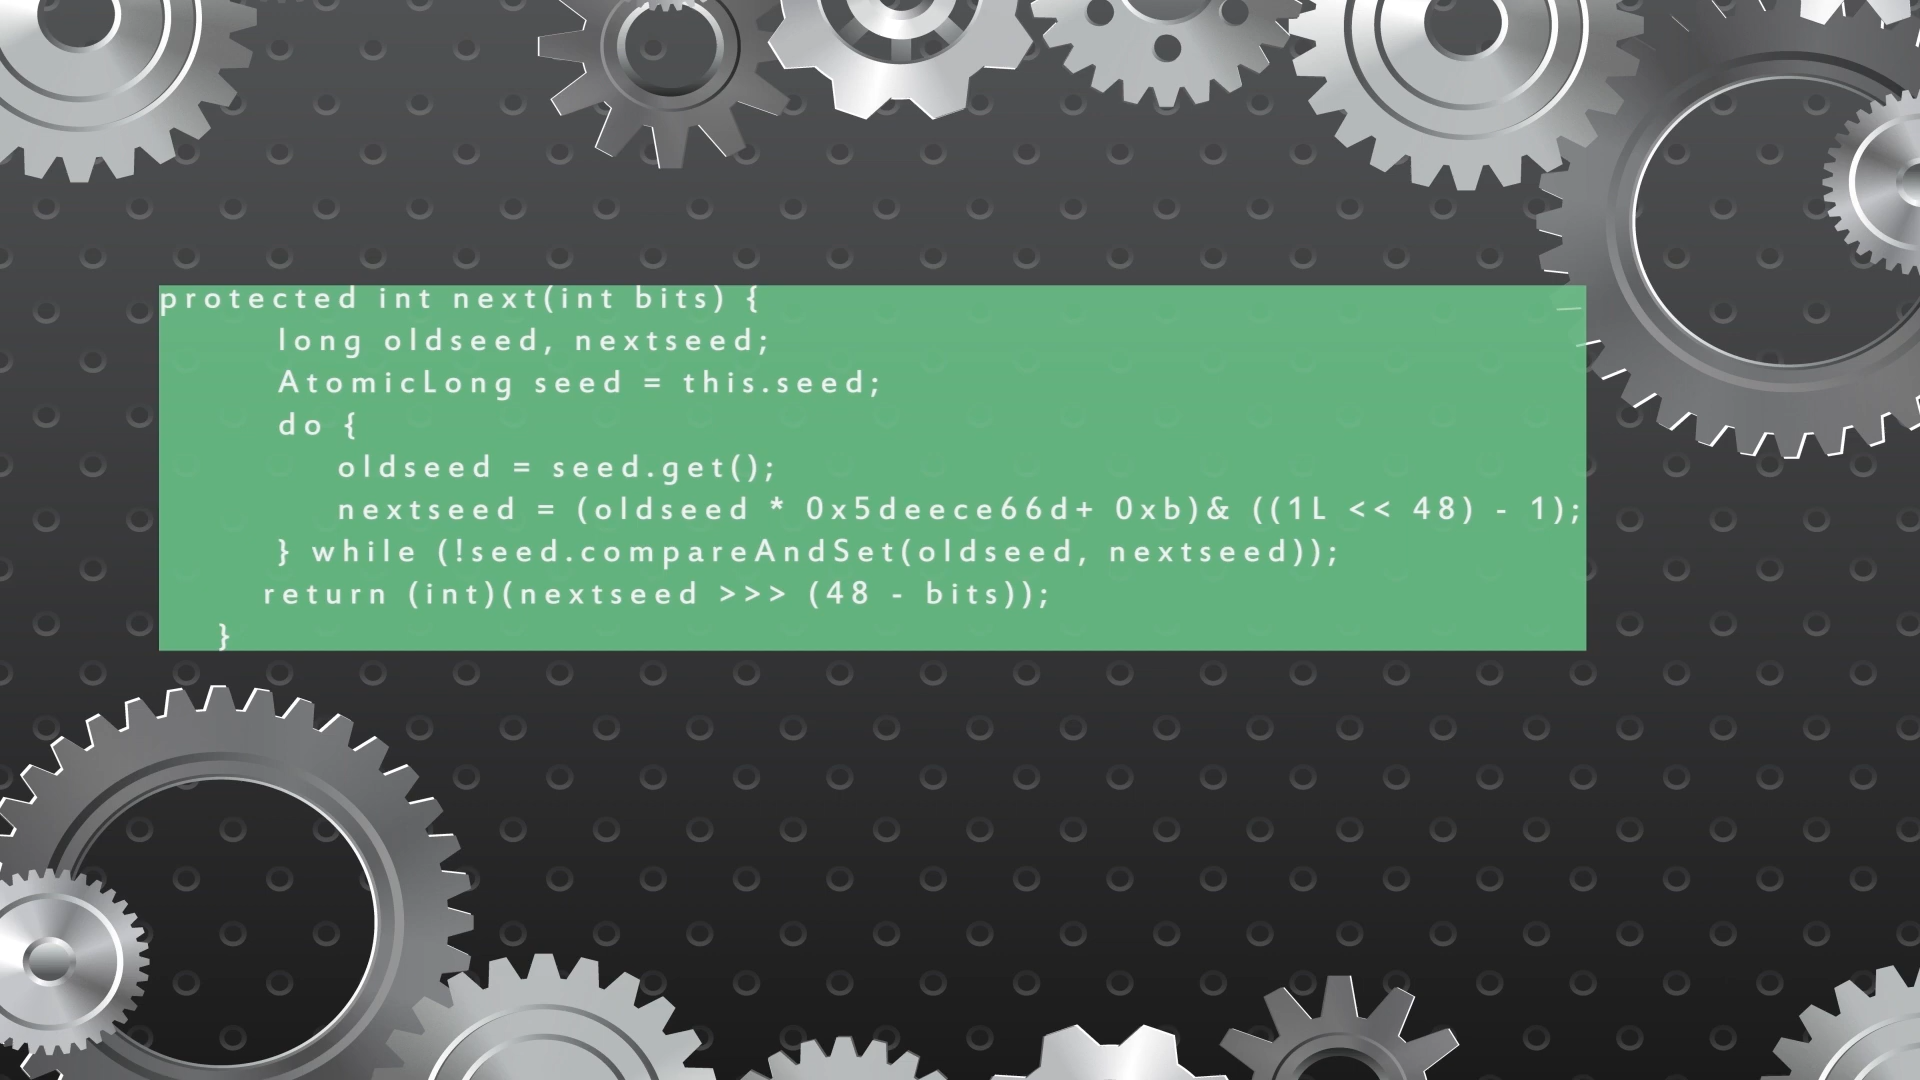 protected int next(int bits) {
long oldseed, nextseed;
AtomicLong seed = this.seed;
do {
oldseed = seed.get();
nextseed = (oldseed * 0x5deece66d+ 0xb)& ((1L << 48) - 1);
} while (!seed.compareAndSet(oldseed, nextseed));
return (int)(nextseed >>> (48 - bits));
}